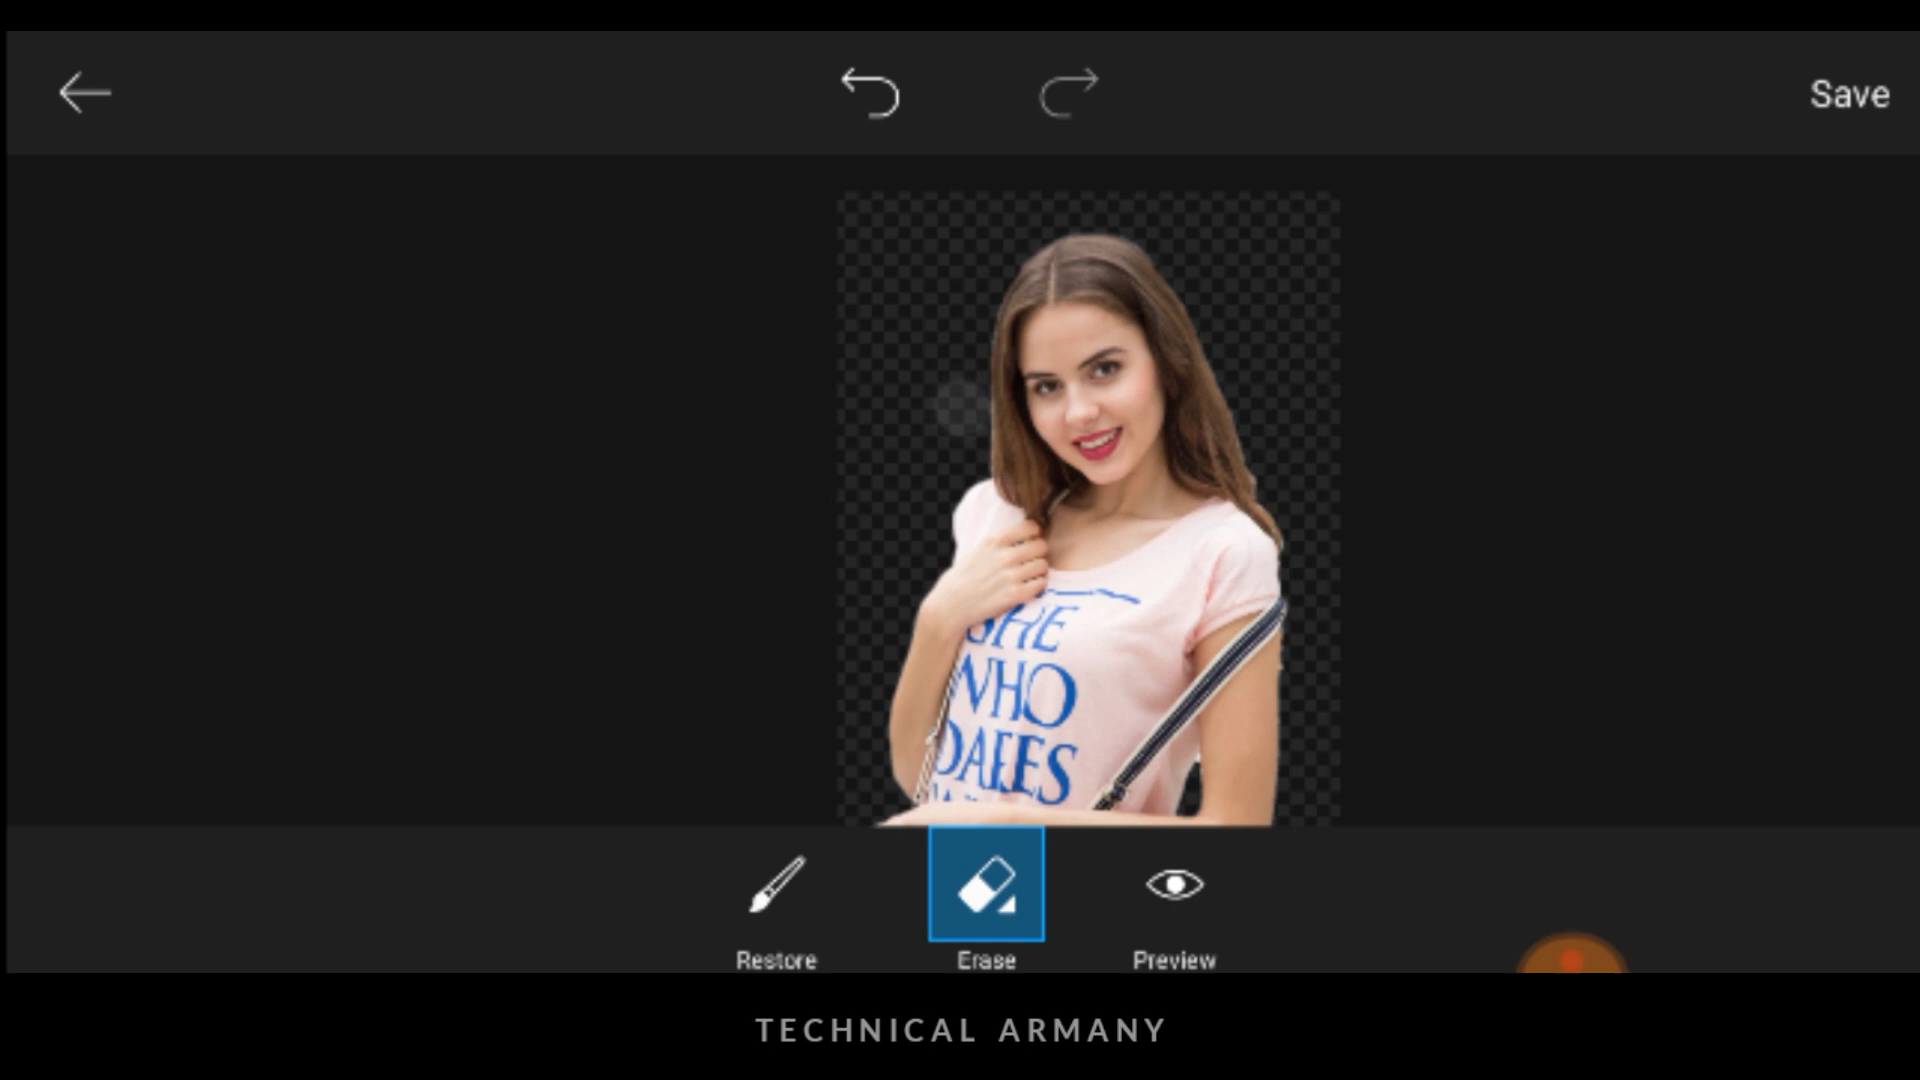 Save
SHE
WHO
DARES
Restore
Erase
Preview
TECHNICAL ARMANY